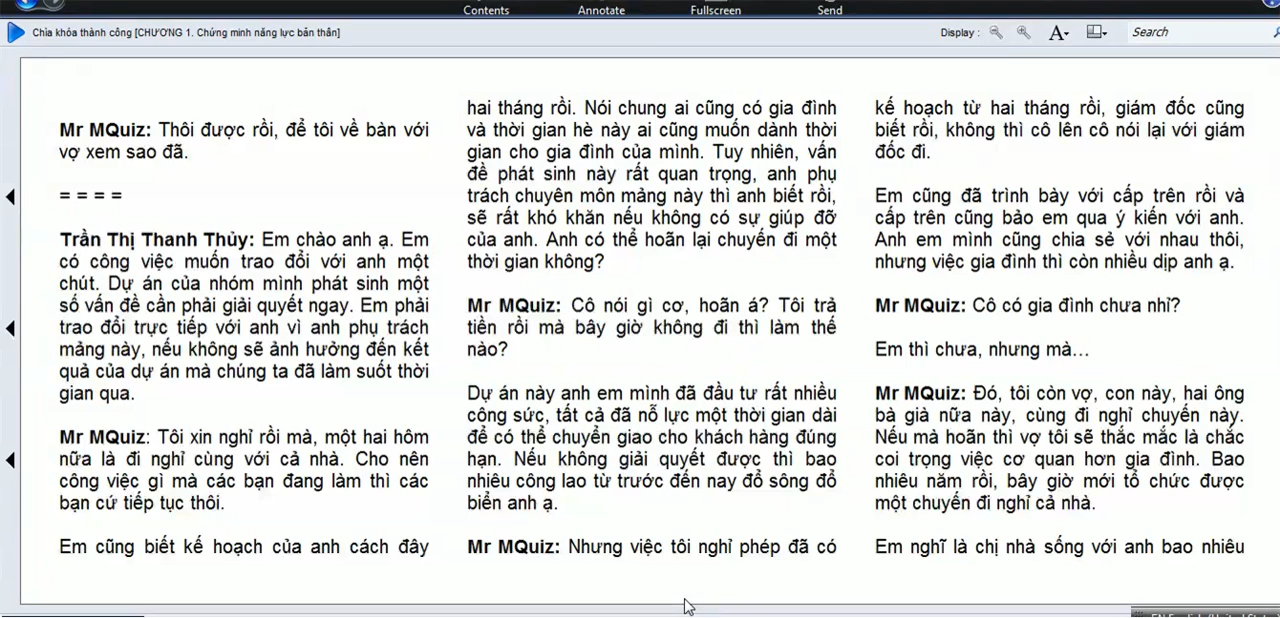 Contents
Annotate
Fullscreen
Send
Chìa khóa thành công [CHƯƠNG 1. Chứng minh năng lực bản thân]
Display :
A
Search
Mr MQuiz: Thôi được rồi, để tôi về bàn với
vợ xem sao đã.
= = = =
Trần Thị Thanh Thủy: Em chào anh ạ. Em
có công việc muốn trao đổi với anh một
chút. Dự án của nhóm mình phát sinh một
số vấn đề cần phải giải quyết ngay. Em phải
trao đổi trực tiếp với anh vì anh phụ trách
mảng này, nếu không sẽ ảnh hưởng đến kết
quả của dự án mà chúng ta đã làm suốt thời
gian qua.
Mr MQuiz: Tôi xin nghỉ rồi mà, một hai hôm
nữa là đi nghỉ cùng với cả nhà. Cho nên
công việc gì mà các bạn đang làm thì các
bạn cứ tiếp tục thôi.
Em cũng biết kế hoạch của anh cách đây
hai tháng rồi. Nói chung ai cũng có gia đình
và thời gian hè này ai cũng muốn dành thời
gian cho gia đình của mình. Tuy nhiên, vấn
đề phát sinh này rất quan trọng, anh phụ
trách chuyên môn mảng này thì anh biết rồi,
sẽ rất khó khăn nếu không có sự giúp đỡ
của anh. Anh có thể hoãn lại chuyến đi một
thời gian không?
Mr MQuiz: Cô nói gì cơ, hoãn á? Tôi trả
tiền rồi mà bây giờ không đi thì làm thế
nào?
Dự án này anh em mình đã đầu tư rất nhiều
công sức, tất cả đã nỗ lực một thời gian dài
để có thể chuyển giao cho khách hàng đúng
hạn. Nếu không giải quyết được thì bao
nhiêu công lao từ trước đến nay đổ sông đổ
biển anh ạ.
Mr MQuiz: Nhưng việc tôi nghỉ phép đã có
kế hoạch từ hai tháng rồi, giám đốc cũng
biết rồi, không thì cô lên cô nói lại với giám
đốc đi.
Em cũng đã trình bày với cấp trên rồi và
cấp trên cũng bảo em qua ý kiến với anh.
Anh em mình cũng chia sẻ với nhau thôi,
nhưng việc gia đình thì còn nhiều dịp anh ạ.
Mr MQuiz: Cô có gia đình chưa nhỉ?
Em thì chưa, nhưng mà...
Mr MQuiz: Đó, tôi còn vợ, con này, hai ông
bà già nữa này, cùng đi nghỉ chuyến này.
Nếu mà hoãn thì vợ tôi sẽ thắc mắc là chắc
coi trọng việc cơ quan hơn gia đình. Bao
nhiêu năm rồi, bây giờ mới tổ chức được
một chuyến đi nghỉ cả nhà.
Em nghĩ là chị nhà sống với anh bao nhiêu